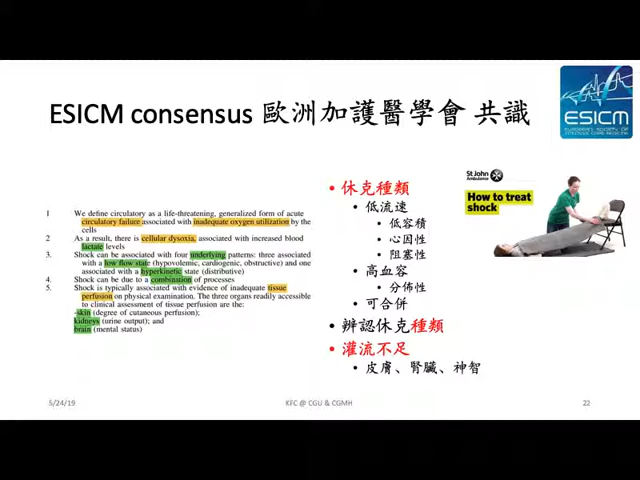 ESICM consensus 歐洲加護醫學會 共識
ESICM
EUROPEAN SOCIETY OF INTENSIVE CARE MEDICINE
1 We define circulatory as a life-threatening, generalized form of acute
circulatory failure associated with inadequate oxygen utilization by the
cells
2 As a result, there is cellular dysoxia, associated with increased blood
lactate levels
3. Shock can be associated with four underlying patterns: three associated
with a low flow state (hypovolemic, cardiogenic, obstructive) and one
associated with a hyperkinetic state (distributive)
4. Shock can be due to a combination of processes
5. Shock is typically associated with evidence of inadequate tissue
perfusion on physical examination. The three organs readily accessible
to clinical assessment of tissue perfusion are the:
-skin (degree of cutaneous perfusion);
kidneys (urine output); and
brain (mental status)
• 休克種類
• 低流速
• 低容積
• 心因性
• 阻塞性
• 高血容
• 分佈性
• 可合併
• 辨認休克種類
• 灌流不足
• 皮膚、腎臟、神智
St John
Ambulance
How to treat
shock
5/24/19
KFC @ CGU & CGMH
22